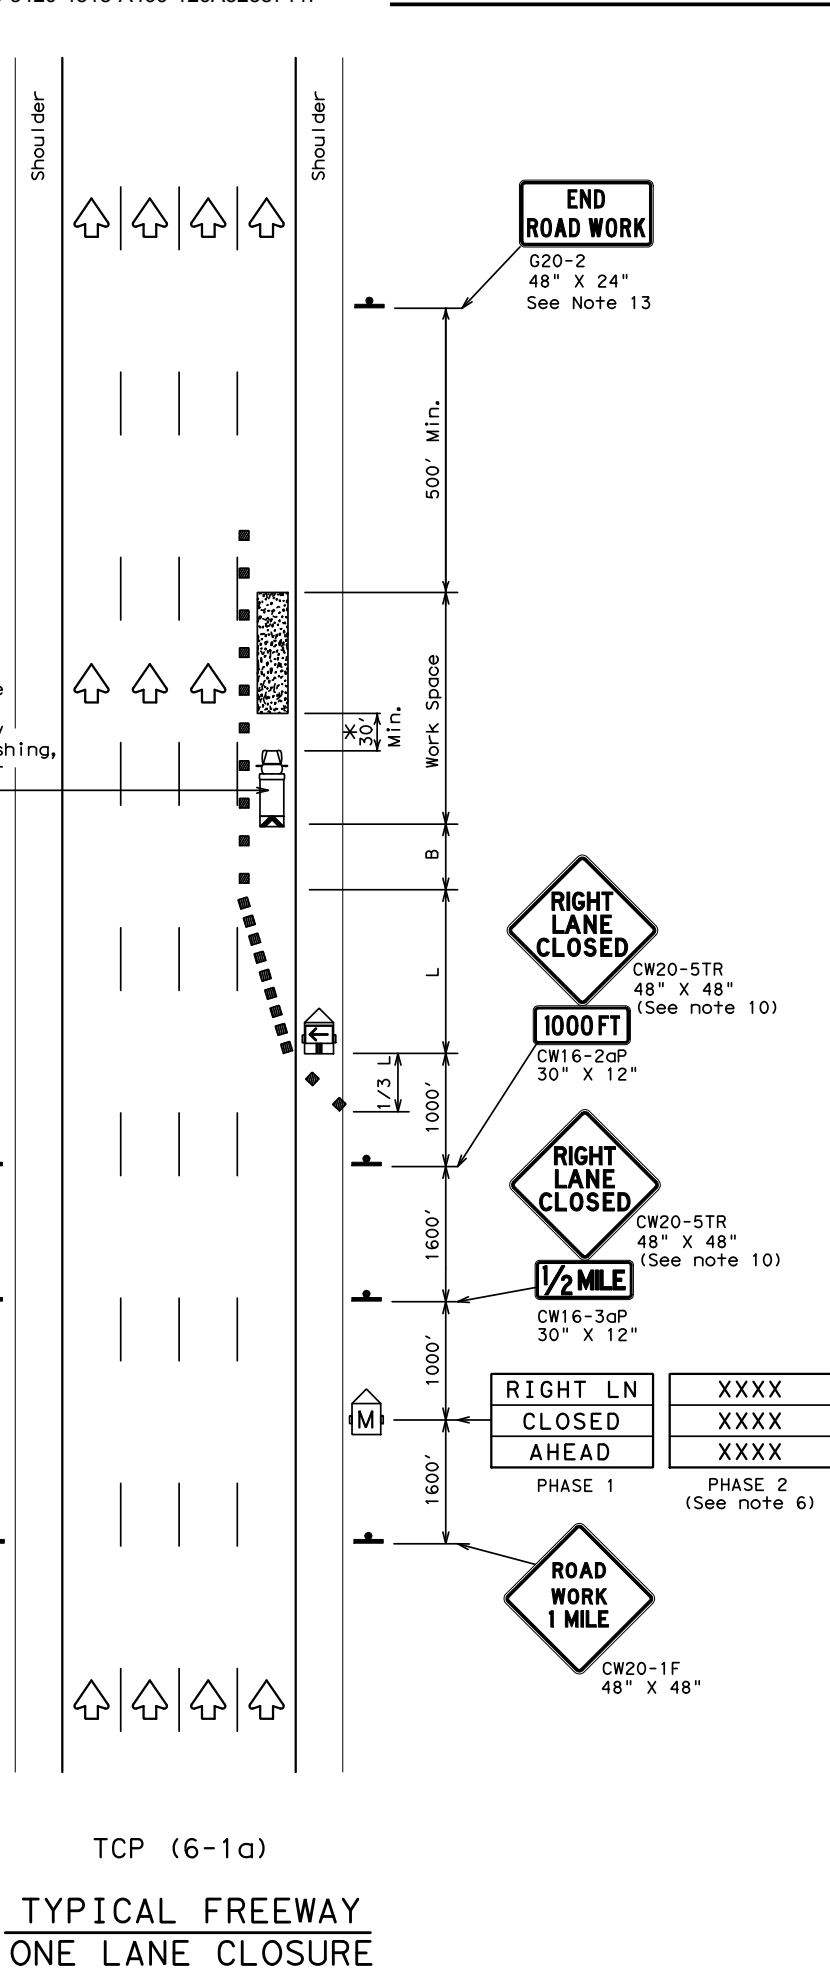 Shoulder
Shoulder
END
ROAD WORK
G20-2
48" X 24"
See Note 13
500' Min.
shing,
30'
Min.
Work Space
B
RIGHT
LANE
CLOSED
CW20-5TR
48" X 48"
(See note 10)
L
1000 FT
CW16-2aP
30" X 12"
1/3 L
1000'
RIGHT
LANE
CLOSED
CW20-5TR
48" X 48"
(See note 10)
1600'
1/2 MILE
CW16-3aP
30" X 12"
1000'
M
RIGHT LN
CLOSED
AHEAD
PHASE 1
XXXX
XXXX
XXXX
PHASE 2
(See note 6)
1600'
ROAD
WORK
1 MILE
CW20-1F
48" X 48"
TCP (6-1a)
TYPICAL FREEWAY
ONE LANE CLOSURE